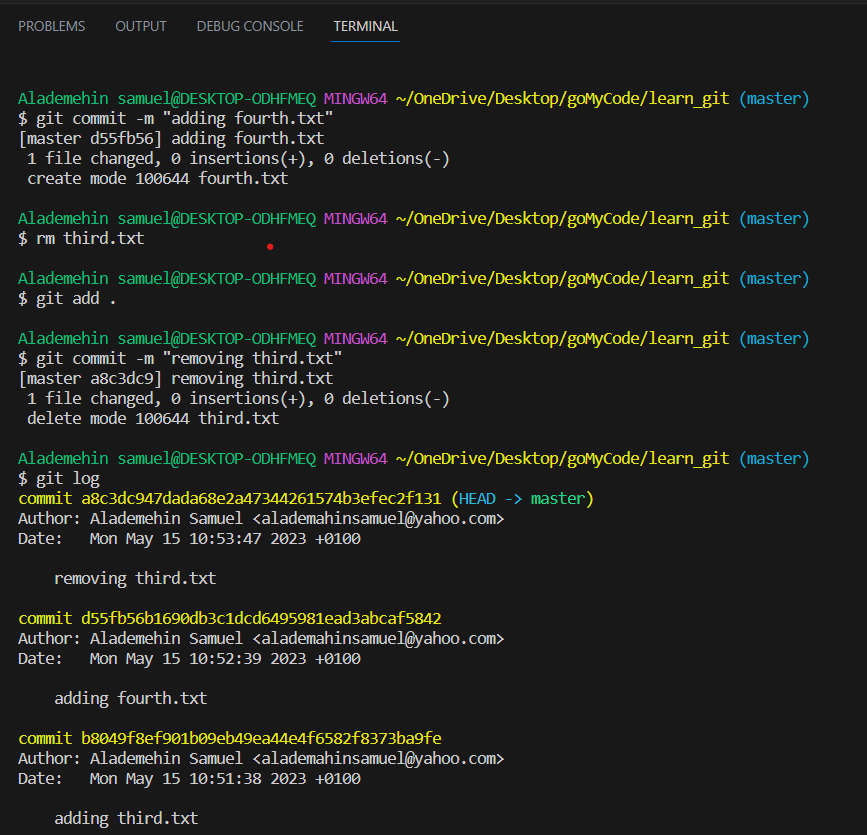 PROBLEMS OUTPUT DEBUG CONSOLE TERMINAL
Alademehin samuel@DESKTOP-ODHFMEQ MINGW64 ~/OneDrive/Desktop/goMyCode/learn_git (master)
$ git commit -m "adding fourth.txt"
[master d55fb56] adding fourth.txt
 1 file changed, 0 insertions(+), 0 deletions(-)
 create mode 100644 fourth.txt
Alademehin samuel@DESKTOP-ODHFMEQ MINGW64 ~/OneDrive/Desktop/goMyCode/learn_git (master)
$ rm third.txt
Alademehin samuel@DESKTOP-ODHFMEQ MINGW64 ~/OneDrive/Desktop/goMyCode/learn_git (master)
$ git add .
Alademehin samuel@DESKTOP-ODHFMEQ MINGW64 ~/OneDrive/Desktop/goMyCode/learn_git (master)
$ git commit -m "removing third.txt"
[master a8c3dc9] removing third.txt
 1 file changed, 0 insertions(+), 0 deletions(-)
 delete mode 100644 third.txt
Alademehin samuel@DESKTOP-ODHFMEQ MINGW64 ~/OneDrive/Desktop/goMyCode/learn_git (master)
$ git log
commit a8c3dc947dada68e2a47344261574b3efec2f131 (HEAD -> master)
Author: Alademehin Samuel <alademahinsamuel@yahoo.com>
Date:   Mon May 15 10:53:47 2023 +0100
    removing third.txt
commit d55fb56b1690db3c1dcd6495981ead3abcaf5842
Author: Alademehin Samuel <alademahinsamuel@yahoo.com>
Date:   Mon May 15 10:52:39 2023 +0100
    adding fourth.txt
commit b8049f8ef901b09eb49ea44e4f6582f8373ba9fe
Author: Alademehin Samuel <alademahinsamuel@yahoo.com>
Date:   Mon May 15 10:51:38 2023 +0100
    adding third.txt